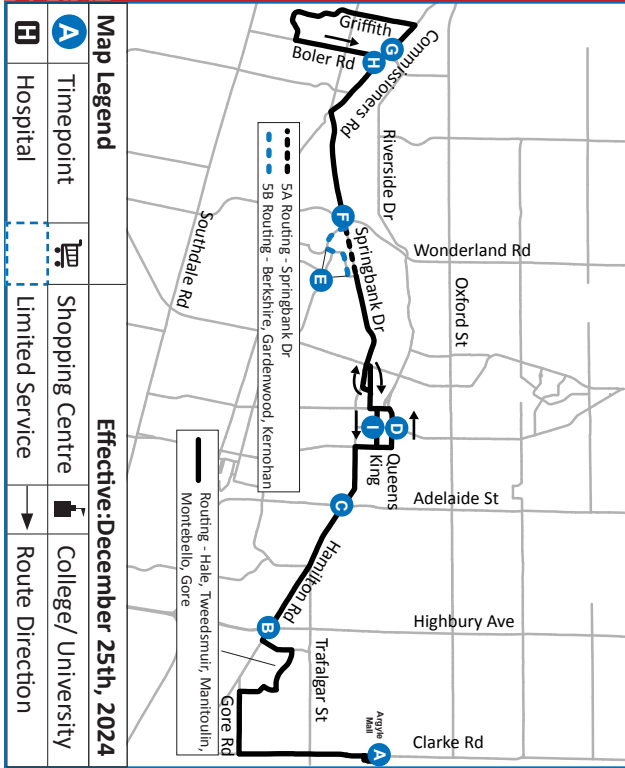 Griffith
Boler Rd
G
H
Commissioners Rd
Riverside Dr
Wonderland Rd
Oxford St
F
Springbank Dr
E
5A Routing - Springbank Dr
5B Routing - Berkshire, Gardenwood, Kernohan
Southdale Rd
D
I
Queens
King
Adelaide St
C
Hamilton Rd
Highbury Ave
B
Trafalgar St
Gore Rd
Argyle
Mall
A
Clarke Rd
Routing - Hale, Tweedsmuir, Manitoulin,
Montebello, Gore
Map Legend
Effective:December 25th, 2024
A Timepoint
Shopping Centre
College/ University
H Hospital
Limited Service
Route Direction